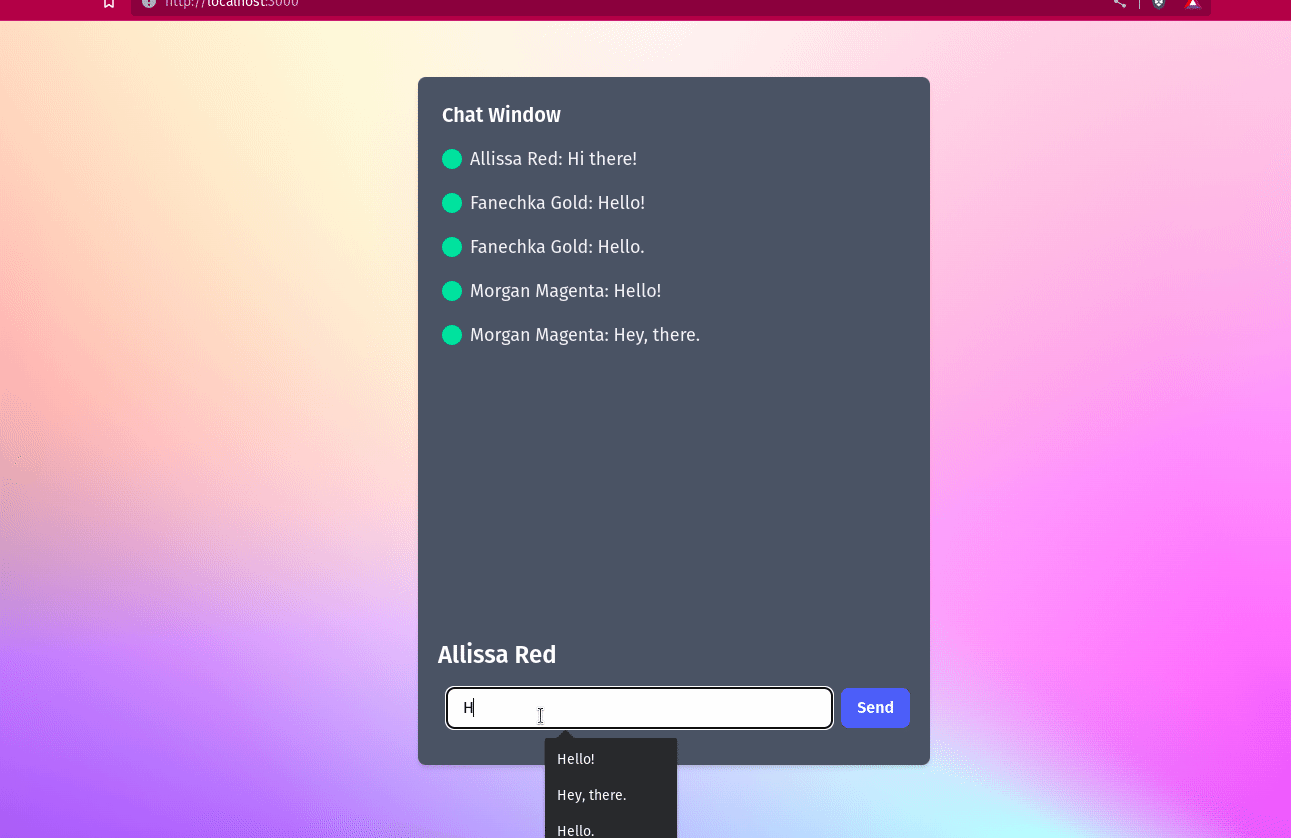 http://localhost:3000
Chat Window
Allissa Red: Hi there!
Fanechka Gold: Hello!
Fanechka Gold: Hello.
Morgan Magenta: Hello!
Morgan Magenta: Hey, there.
Allissa Red
H
Send
Hello!
Hey, there.
Hello.